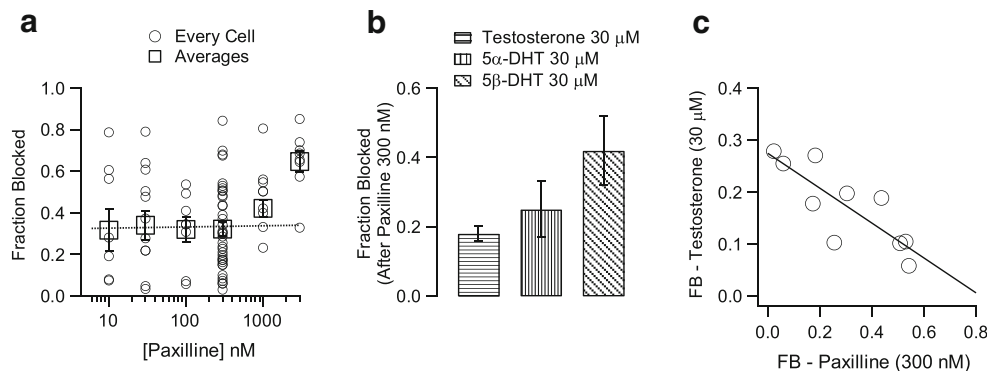 a
Every Cell
Averages
Fraction Blocked
1.0
0.8
0.6
0.4
0.2
0.0
10
100
1000
[Paxilline] nM
b
Testosterone 30 μM
5α-DHT 30 μM
5β-DHT 30 μM
Fraction Blocked
(After Paxilline 300 nM)
0.6
0.4
0.2
0.0
c
FB - Testosterone (30 μM)
0.4
0.3
0.2
0.1
0.0
0.0
0.2
0.4
0.6
0.8
FB - Paxilline (300 nM)